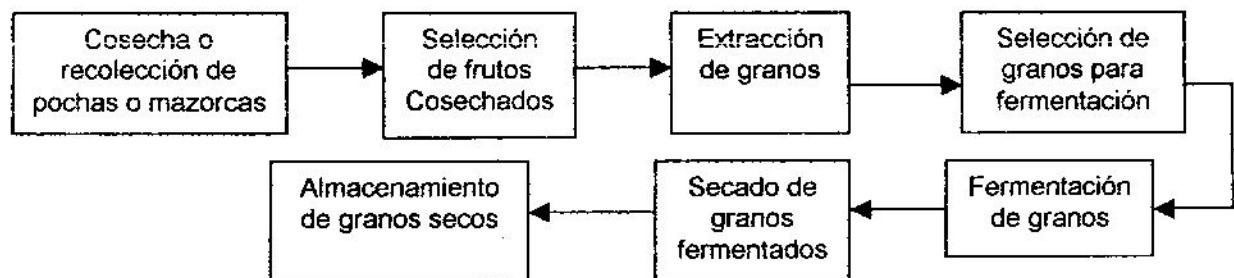 Cosecha o
recolección de
pochas o mazorcas
Selección
de frutos
Cosechados
Extracción
de granos
Selección de
granos para
fermentación
Fermentación
de granos
Secado de
granos
fermentados
Almacenamiento
de granos secos